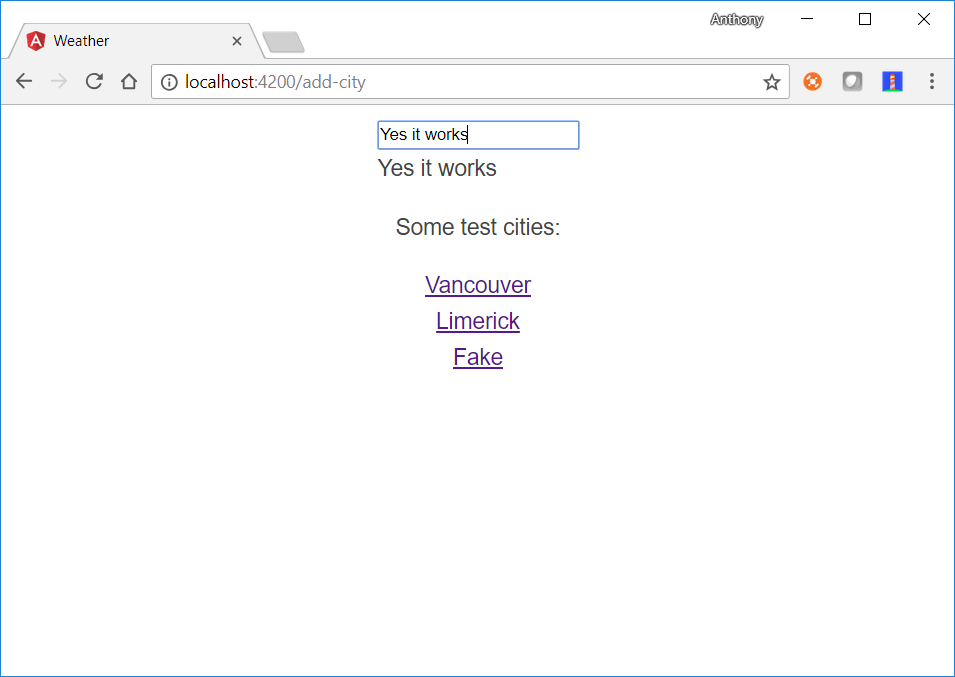 Anthony
Weather
localhost:4200/add-city
Yes it works
Yes it works
Some test cities:
Vancouver
Limerick
Fake